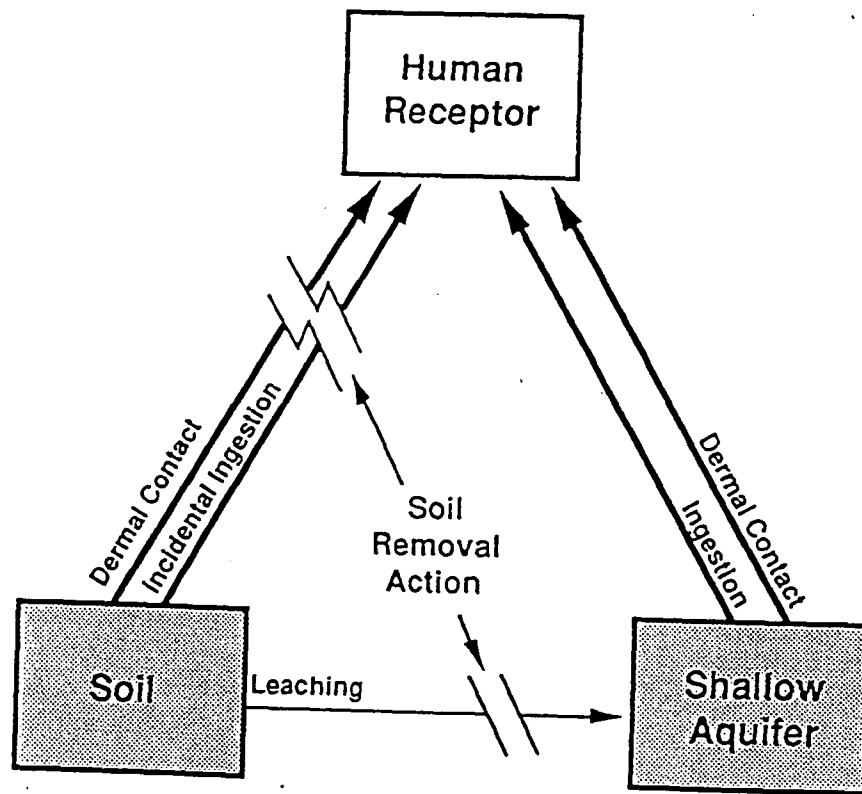 Human
Receptor
Dermal Contact
Incidental Ingestion
Soil
Removal
Action
Ingestion
Dermal Contact
Soil
Leaching
Shallow
Aquifer